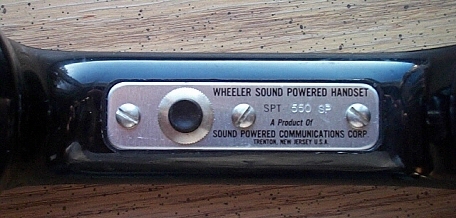 WHEELER SOUND POWERED HANDSET
SPT 550 SP
A Product Of
SOUND POWERED COMMUNICATIONS CORP.
TRENTON, NEW JERSEY U.S.A.